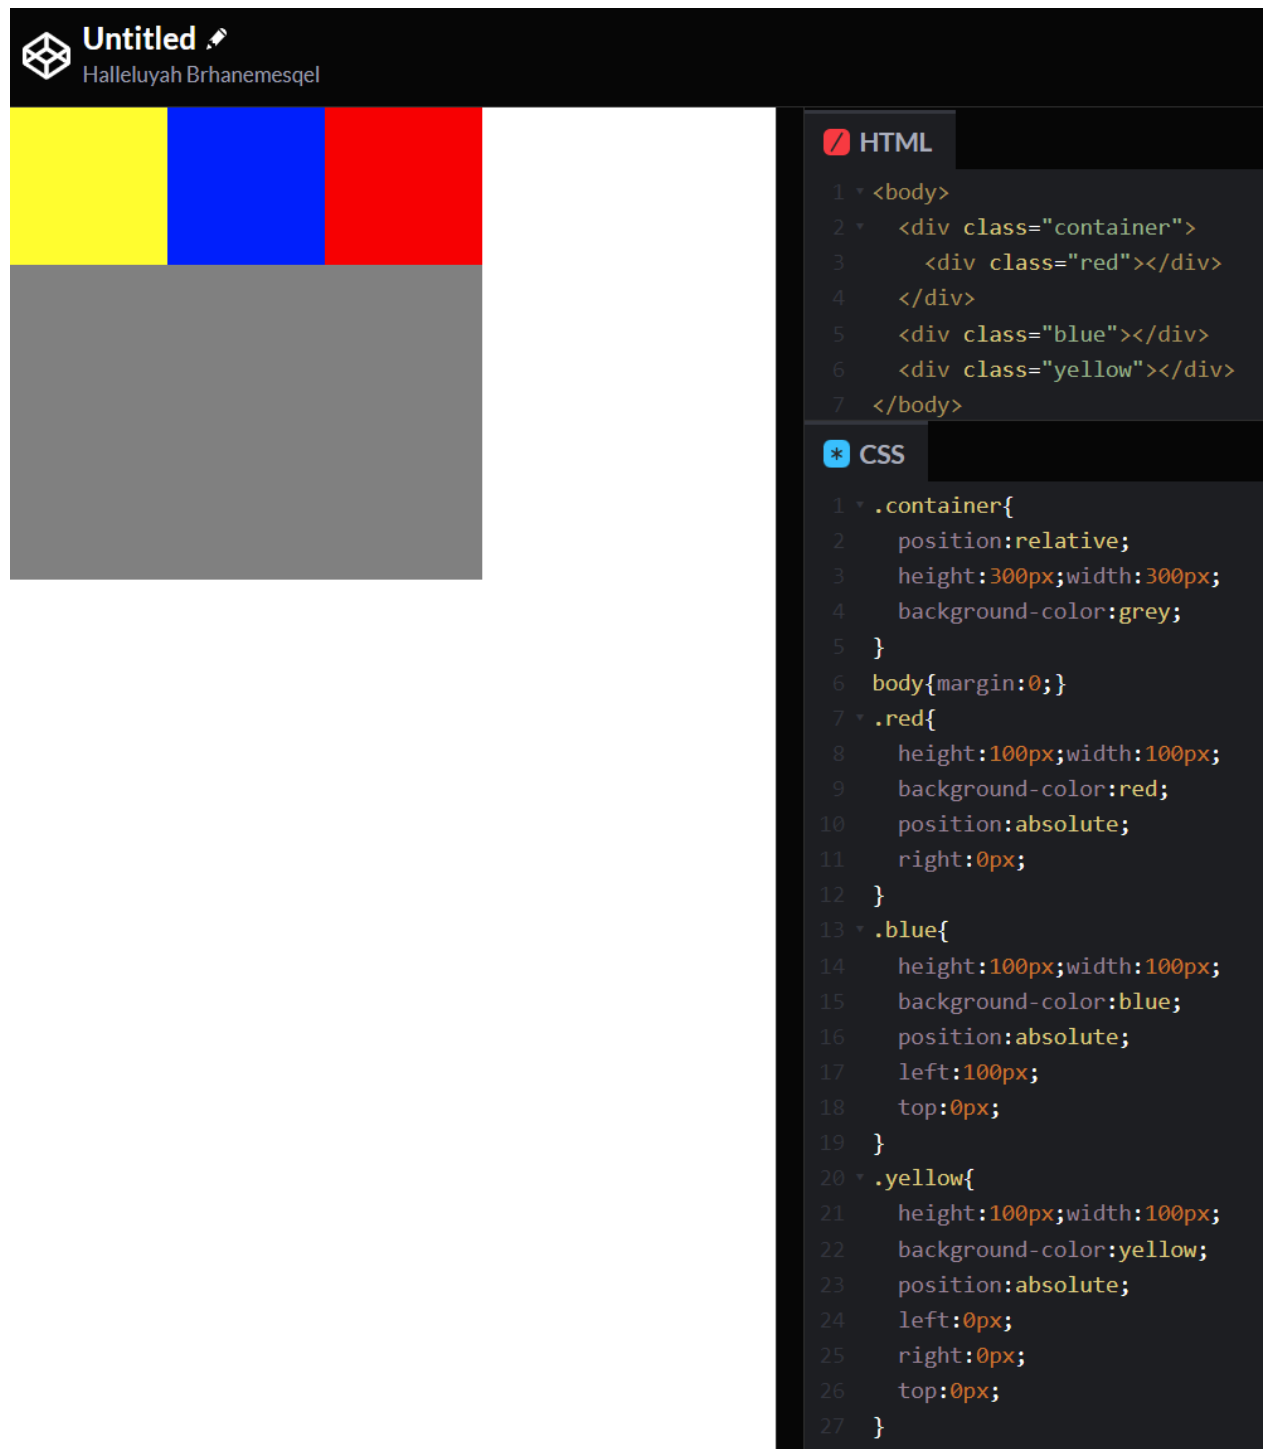 Untitled
Halleluyah Brhanemesqel
HTML
1 <body>
2 <div class="container">
3 <div class="red"></div>
4 </div>
5 <div class="blue"></div>
6 <div class="yellow"></div>
7 </body>
CSS
1 .container{
2 position:relative;
3 height:300px;width:300px;
4 background-color:grey;
5 }
6 body{margin:0;}
7 .red{
8 height:100px;width:100px;
9 background-color:red;
10 position:absolute;
11 right:0px;
12 }
13 .blue{
14 height:100px;width:100px;
15 background-color:blue;
16 position:absolute;
17 left:100px;
18 top:0px;
19 }
20 .yellow{
21 height:100px;width:100px;
22 background-color:yellow;
23 position:absolute;
24 left:0px;
25 right:0px;
26 top:0px;
27 }